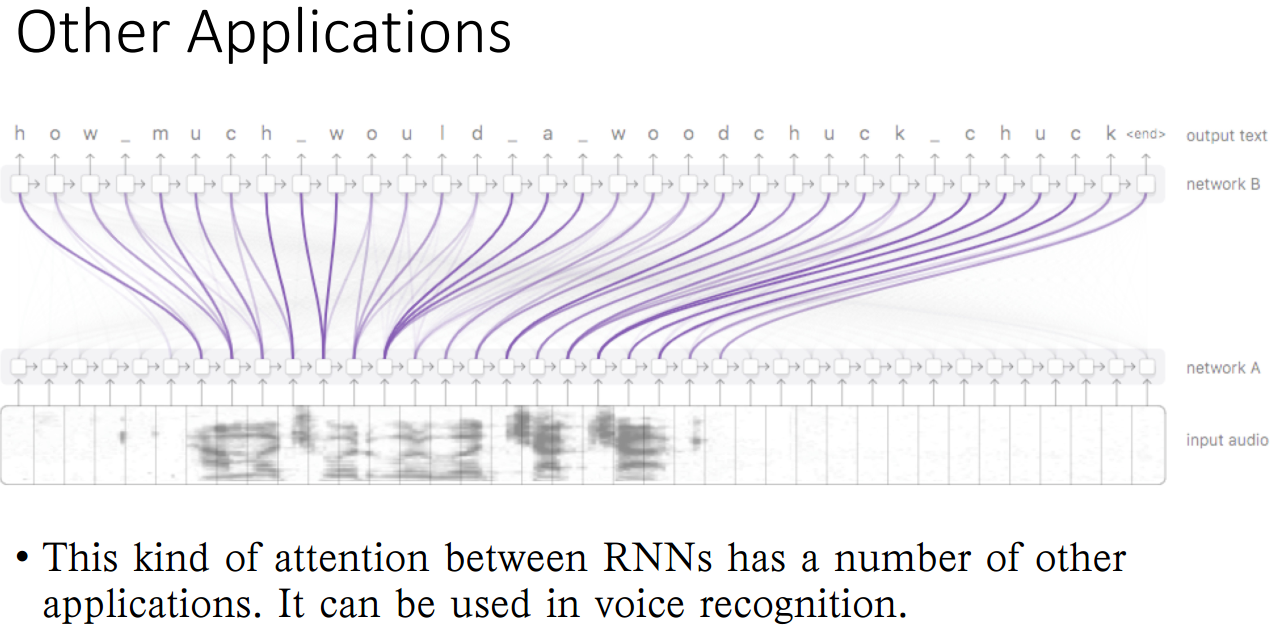 Other Applications
h o w _ m u c h _ w o u l d _ a _ w o o d c h u c k _ c h u c k <end> output text
network B
network A
input audio
• This kind of attention between RNNs has a number of other
applications. It can be used in voice recognition.